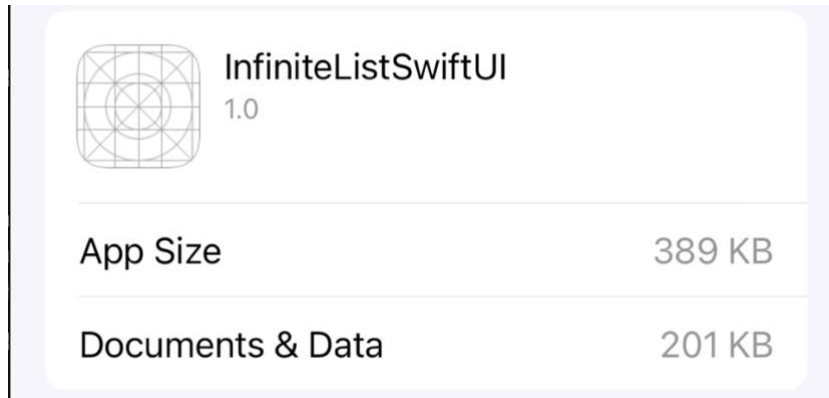 InfiniteListSwiftUI
1.0
App Size 389 KB
Documents & Data 201 KB